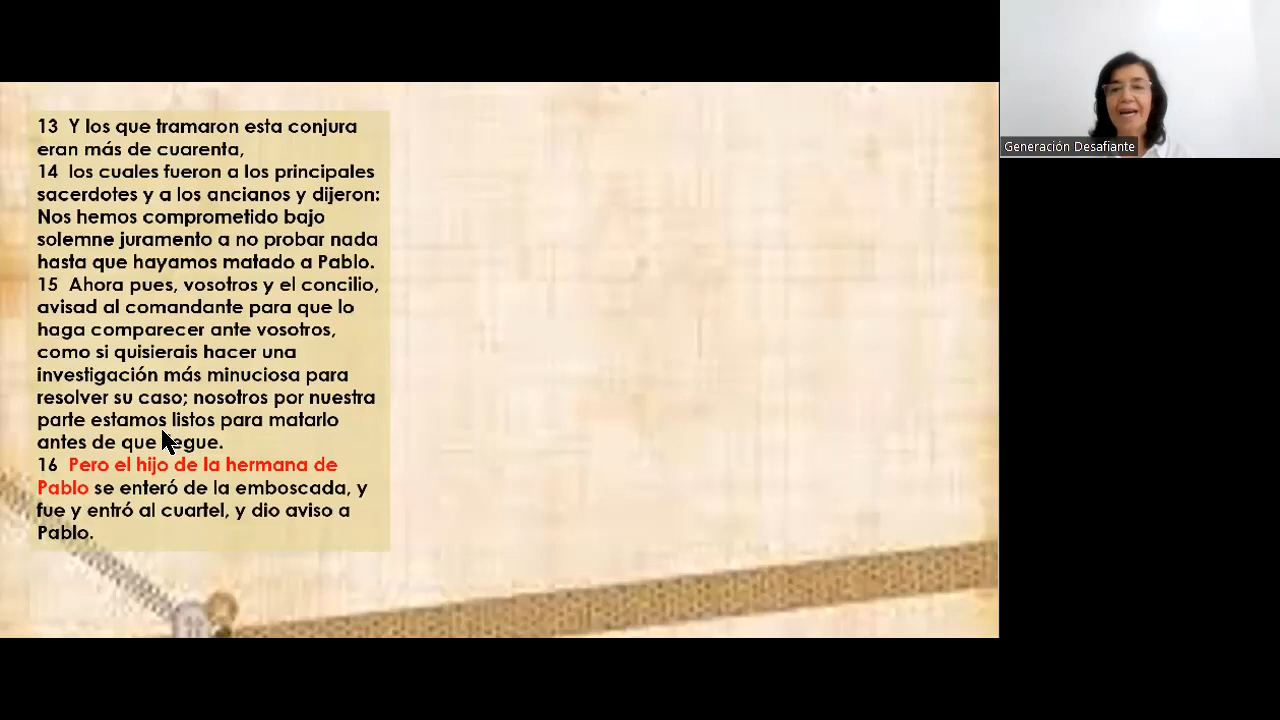 13 Y los que tramaron esta conjura
eran más de cuarenta,
14 los cuales fueron a los principales
sacerdotes y a los ancianos y dijeron:
Nos hemos comprometido bajo
solemne juramento a no probar nada
hasta que hayamos matado a Pablo.
15 Ahora pues, vosotros y el concilio,
avisad al comandante para que lo
haga comparecer ante vosotros,
como si quisierais hacer una
investigación más minuciosa para
resolver su caso; nosotros por nuestra
parte estamos listos para matarlo
antes de que
16 Pero el hijo de la hermana de
Pablo se enteró de la emboscada, y
fue y entró al cuartel, y dio aviso a
Pablo.
Generación Desafiante